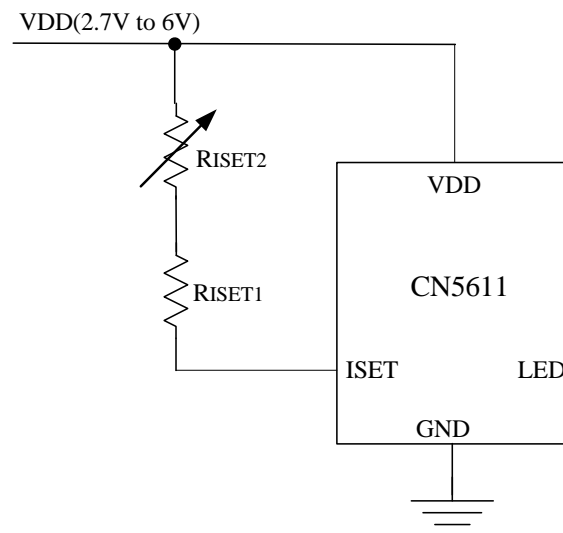 VDD(2.7V to 6V)
RISET2
VDD
CN5611
RISET1
ISET
LED
GND